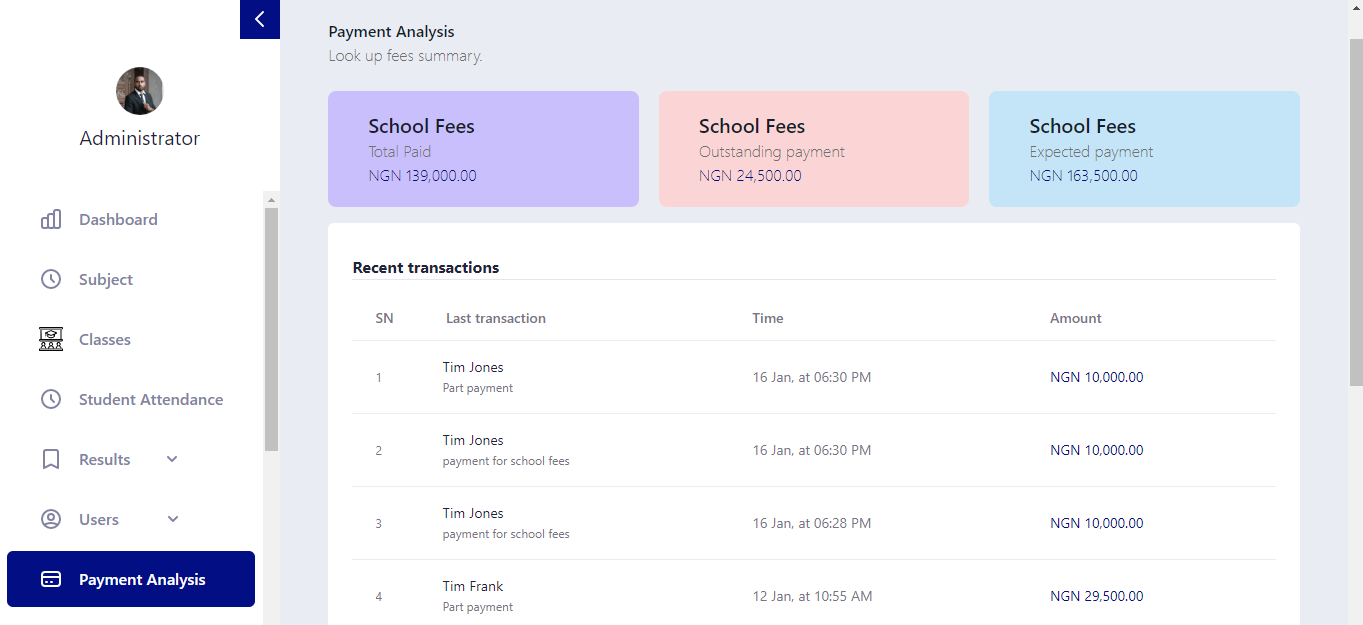 Administrator
Dashboard
Subject
Classes
Student Attendance
Results
Users
Payment Analysis
Payment Analysis
Look up fees summary.
School Fees
Total Paid
NGN 139,000.00
School Fees
Outstanding payment
NGN 24,500.00
School Fees
Expected payment
NGN 163,500.00
Recent transactions
SN Last transaction Time Amount
1 Tim Jones 16 Jan, at 06:30 PM NGN 10,000.00
Part payment
2 Tim Jones 16 Jan, at 06:30 PM NGN 10,000.00
payment for school fees
3 Tim Jones 16 Jan, at 06:28 PM NGN 10,000.00
payment for school fees
4 Tim Frank 12 Jan, at 10:55 AM NGN 29,500.00
Part payment